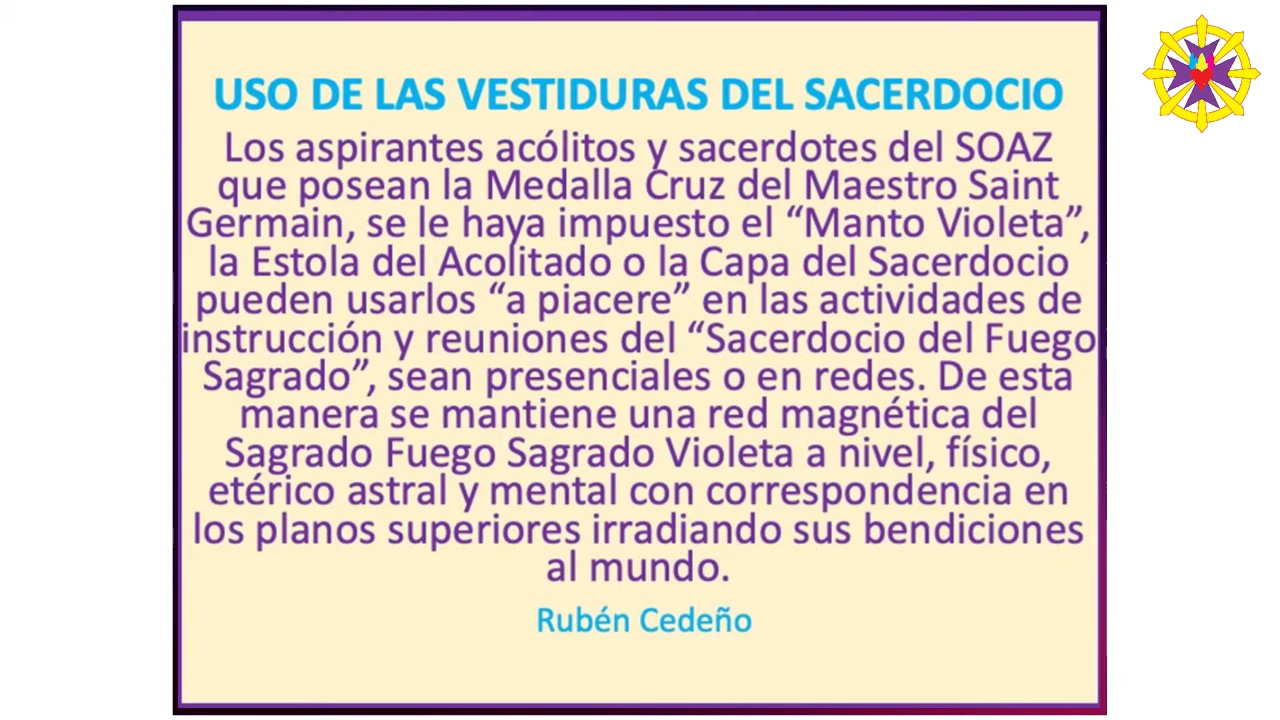 USO DE LAS VESTIDURAS DEL SACERDOCIO
Los aspirantes acólitos y sacerdotes del SOAZ
que posean la Medalla Cruz del Maestro Saint
Germain, se le haya impuesto el “Manto Violeta”,
la Estola del Acolitado o la Capa del Sacerdocio
pueden usarlos “a piacere” en las actividades de
instrucción y reuniones del “Sacerdocio del Fuego
Sagrado”, sean presenciales o en redes. De esta
manera se mantiene una red magnética del
Sagrado Fuego Sagrado Violeta a nivel, físico,
etérico astral y mental con correspondencia en
los planos superiores irradiando sus bendiciones
al mundo.
Rubén Cedeño